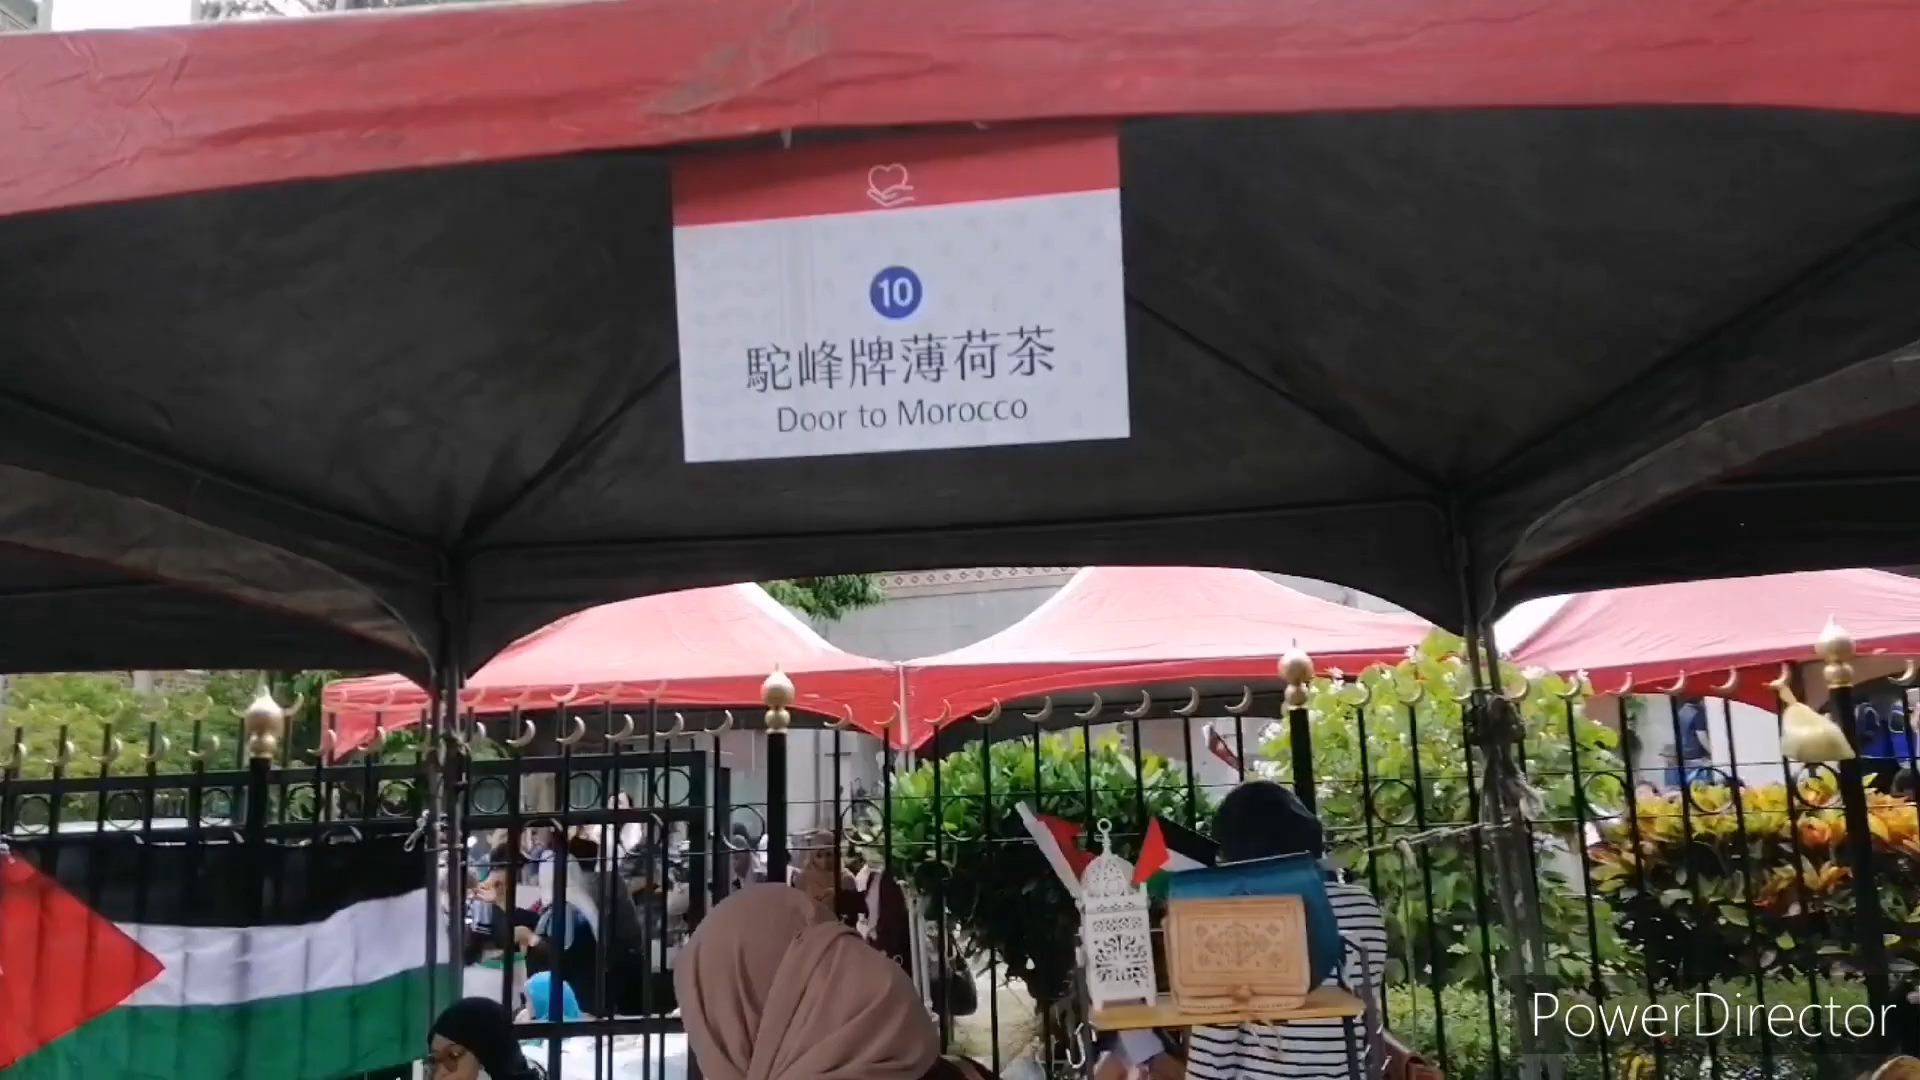 10
駝峰牌薄荷茶
Door to Morocco
PowerDirector